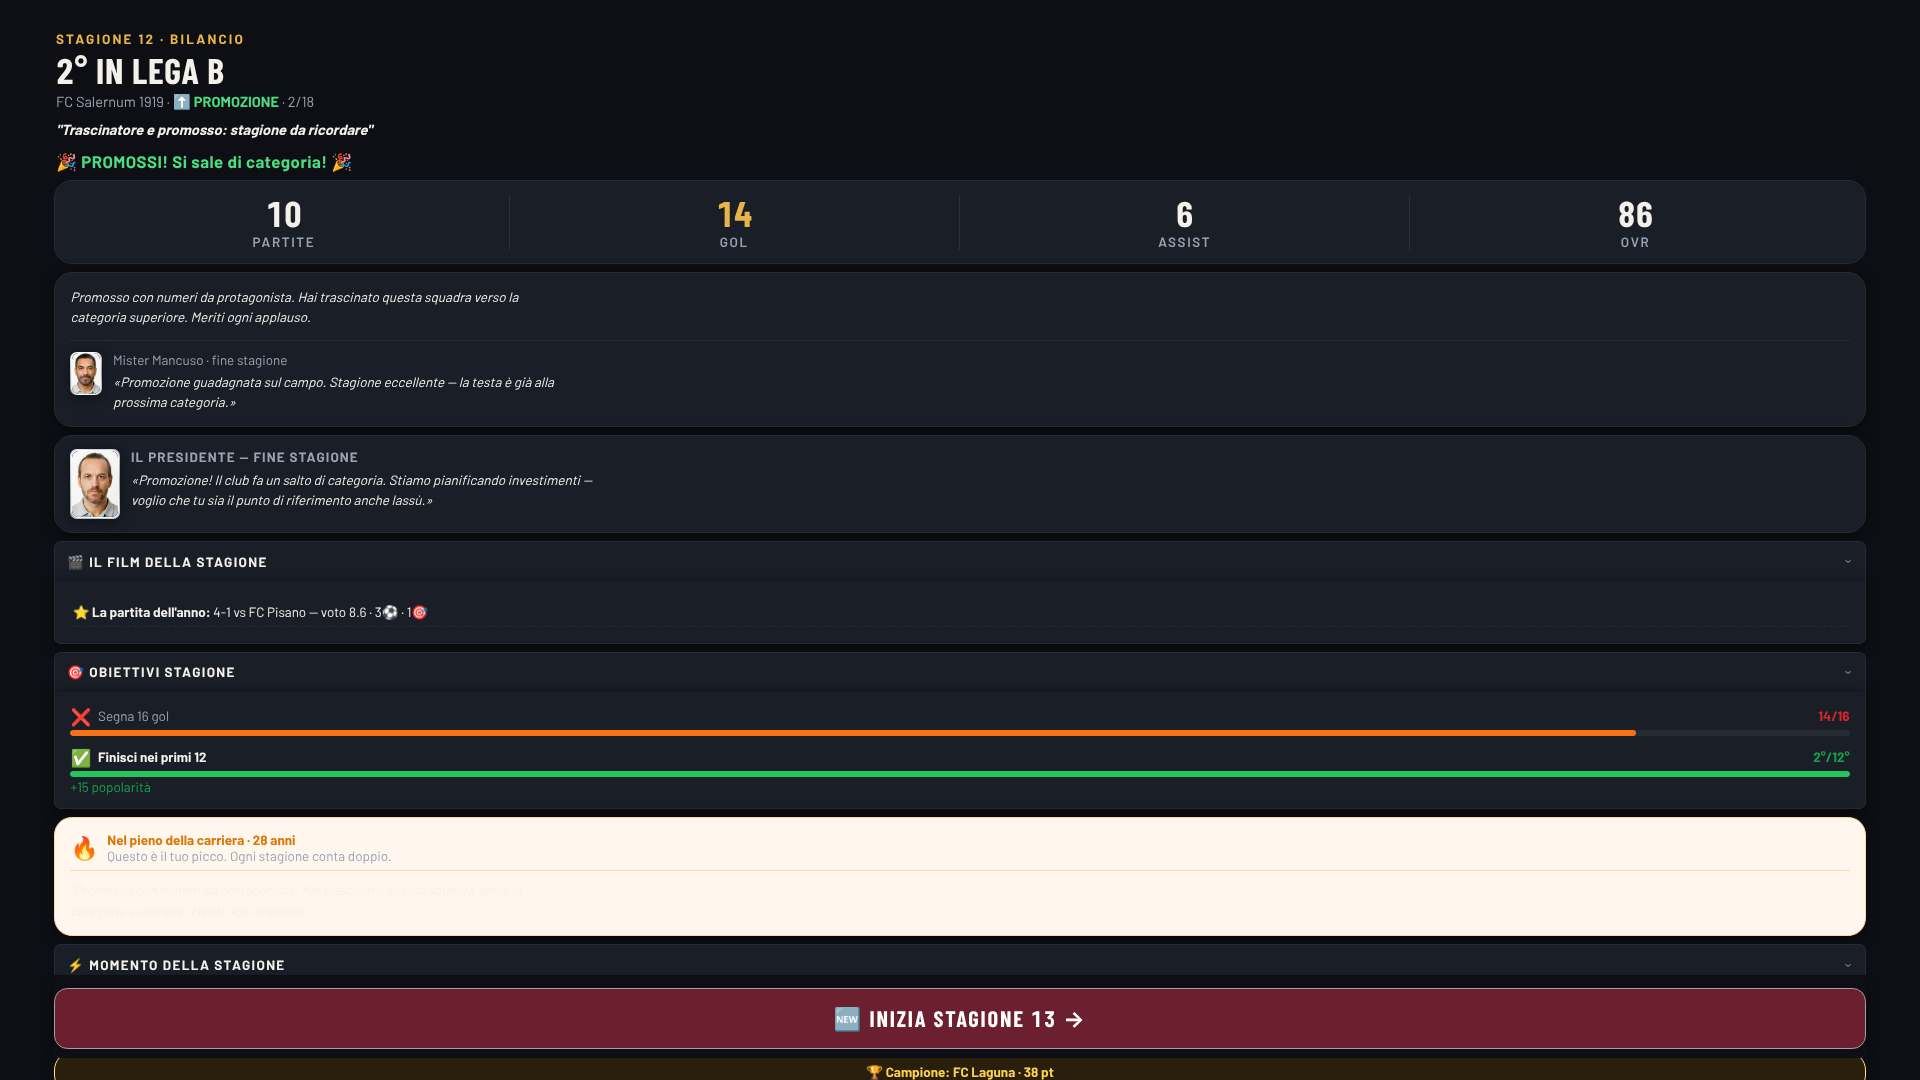 STAGIONE 12 · BILANCIO
2° IN LEGA B
FC Salernum 1919 · ⬆️ PROMOZIONE · 2/18
"Trascinatore e promosso: stagione da ricordare"
🎉 PROMOSSI! Si sale di categoria! 🎉
10 14 6 86
PARTITE GOL ASSIST OVR
Promosso con numeri da protagonista. Hai trascinato questa squadra verso la
categoria superiore. Meriti ogni applauso.
Mister Mancuso · fine stagione
«Promozione guadagnata sul campo. Stagione eccellente — la testa è già alla
prossima categoria.»
IL PRESIDENTE — FINE STAGIONE
«Promozione! Il club fa un salto di categoria. Stiamo pianificando investimenti —
voglio che tu sia il punto di riferimento anche lassù.»
🎬 IL FILM DELLA STAGIONE
⭐ La partita dell'anno: 4-1 vs FC Pisano — voto 8.6 · 3⚽ · 1🎯
🎯 OBIETTIVI STAGIONE
❌ Segna 16 gol 14/16
✅ Finisci nei primi 12 2°/12°
+15 popolarità
🔥 Nel pieno della carriera · 28 anni
Questo è il tuo picco. Ogni stagione conta doppio.
⚡ MOMENTO DELLA STAGIONE
🆕 INIZIA STAGIONE 13 →
🏆 Campione: FC Laguna · 38 pt